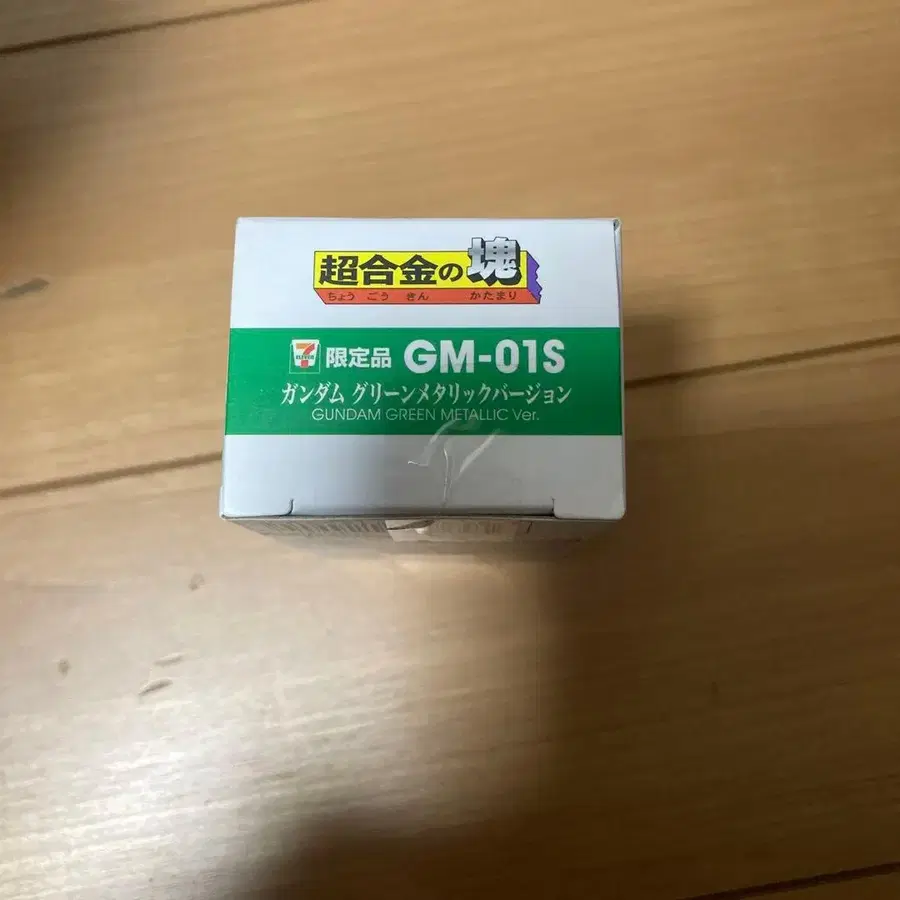 超合金の塊
ちょう ごう きん かたまり
7 ELEVEN 限定品 GM-01S
ガンダム グリーンメタリックバージョン
GUNDAM GREEN METALLIC Ver.